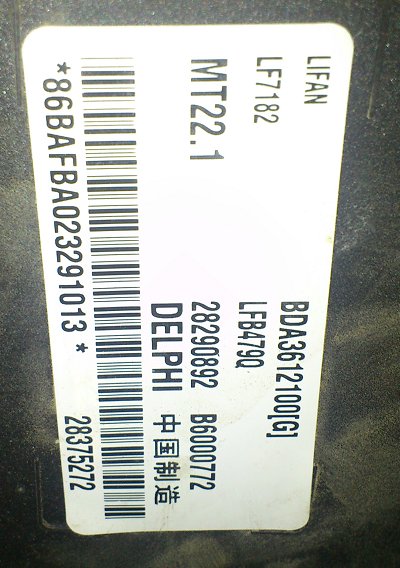 LIFAN
LF7182 BDA3612100[G]
MT22.1 LFB479Q
28290892 B6000772
DELPHI 中国制造
*86BAFBA023291013 * 28375272